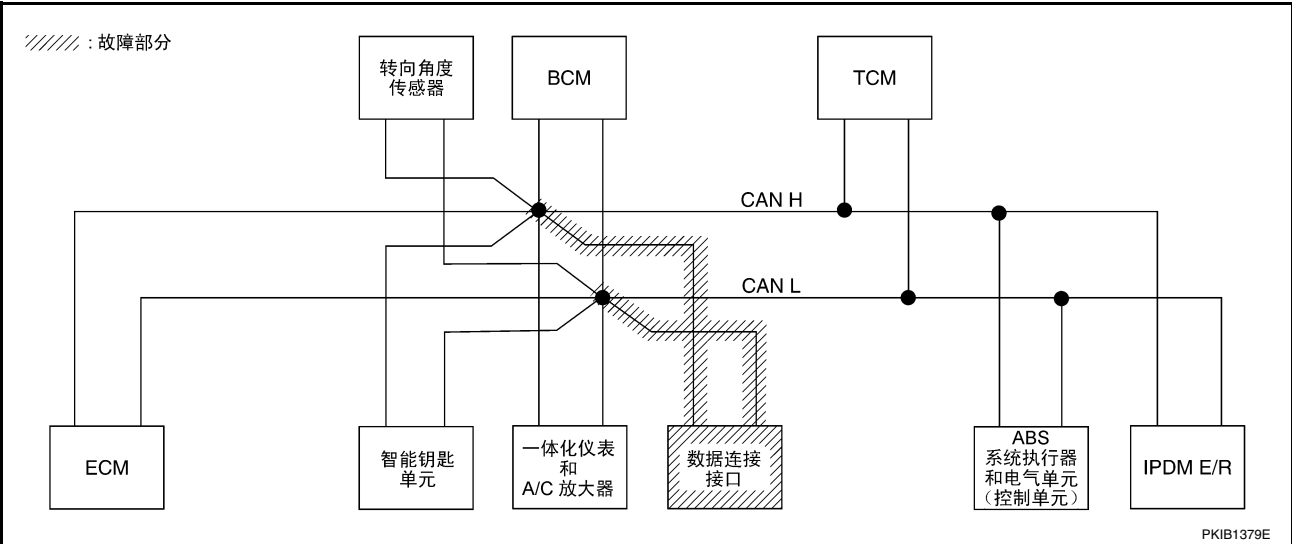 : 故障部分
转向角度
传感器
BCM
TCM
CAN H
CAN L
ECM
智能钥匙
单元
一体化仪表
和
A/C 放大器
数据连接
接口
ABS
系统执行器
和电气单元
（控制单元）
IPDM E/R
PKIB1379E